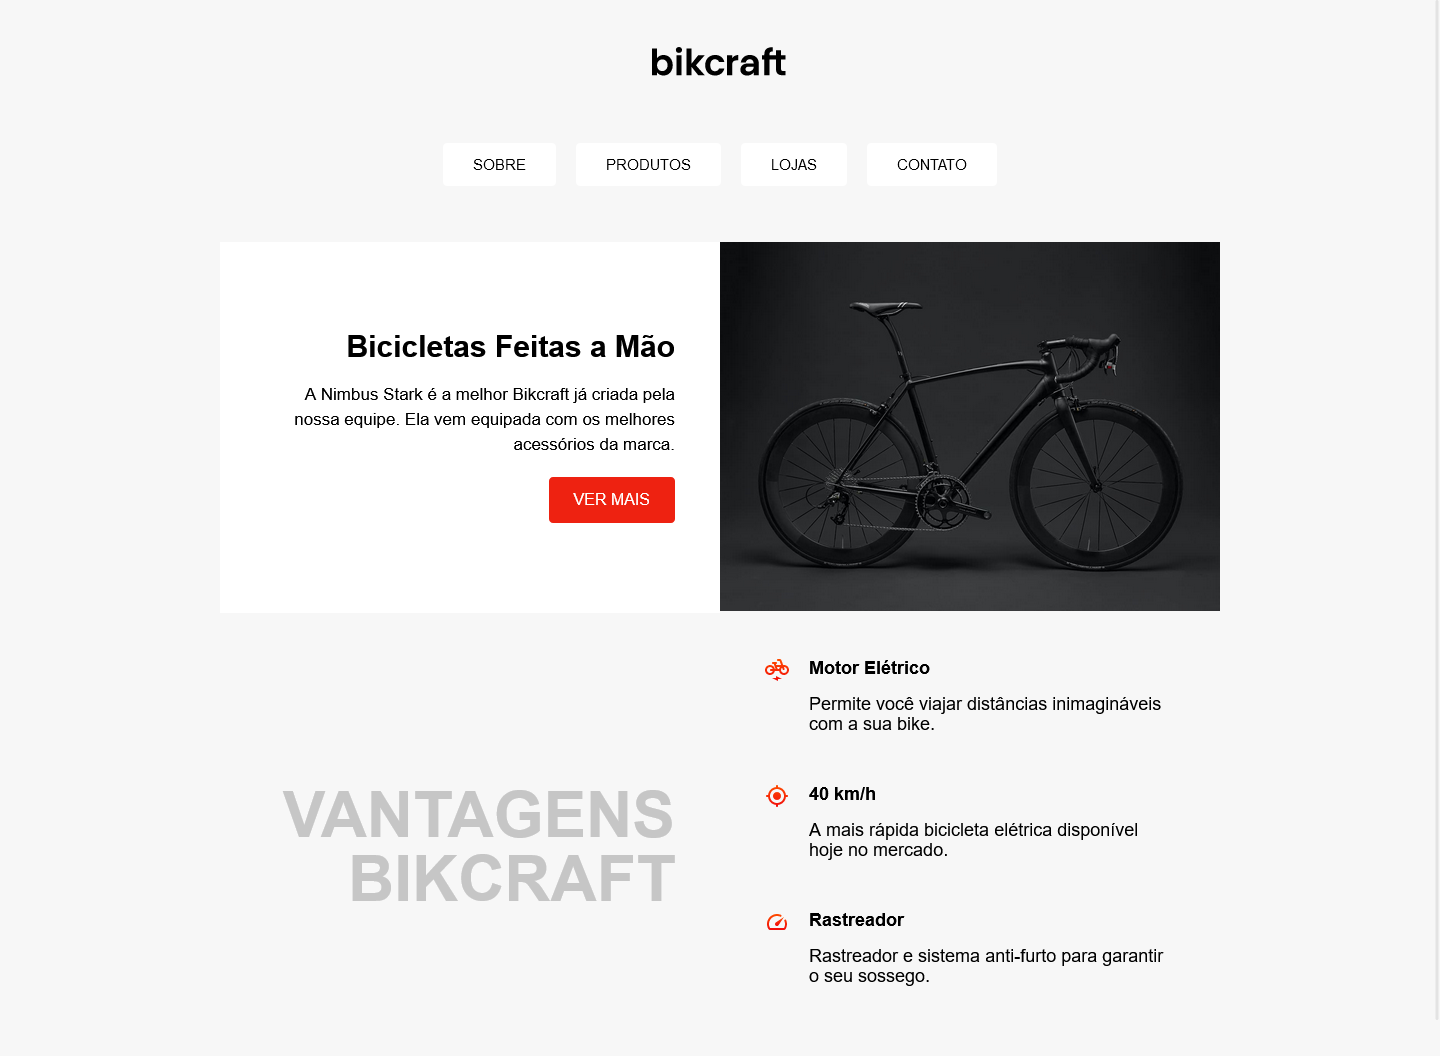 bikcraft
SOBRE
PRODUTOS
LOJAS
CONTATO
Bicicletas Feitas a Mão
A Nimbus Stark é a melhor Bikcraft já criada pela
nossa equipe. Ela vem equipada com os melhores
acessórios da marca.
VER MAIS
VANTAGENS
BIKCRAFT
Motor Elétrico
Permite você viajar distâncias inimagináveis
com a sua bike.
40 km/h
A mais rápida bicicleta elétrica disponível
hoje no mercado.
Rastreador
Rastreador e sistema anti-furto para garantir
o seu sossego.